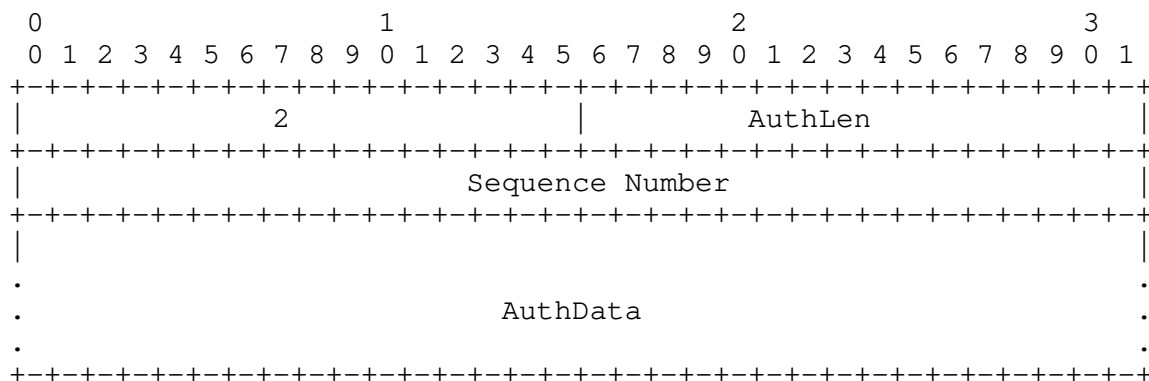 0                   1                   2                   3
 0 1 2 3 4 5 6 7 8 9 0 1 2 3 4 5 6 7 8 9 0 1 2 3 4 5 6 7 8 9 0 1
+-+-+-+-+-+-+-+-+-+-+-+-+-+-+-+-+-+-+-+-+-+-+-+-+-+-+-+-+-+-+-+-+
|              2                |         AuthLen               |
+-+-+-+-+-+-+-+-+-+-+-+-+-+-+-+-+-+-+-+-+-+-+-+-+-+-+-+-+-+-+-+-+
|                         Sequence Number                       |
+-+-+-+-+-+-+-+-+-+-+-+-+-+-+-+-+-+-+-+-+-+-+-+-+-+-+-+-+-+-+-+-+
|                                                               |
.                                                               .
.                           AuthData                            .
.                                                               .
+-+-+-+-+-+-+-+-+-+-+-+-+-+-+-+-+-+-+-+-+-+-+-+-+-+-+-+-+-+-+-+-+